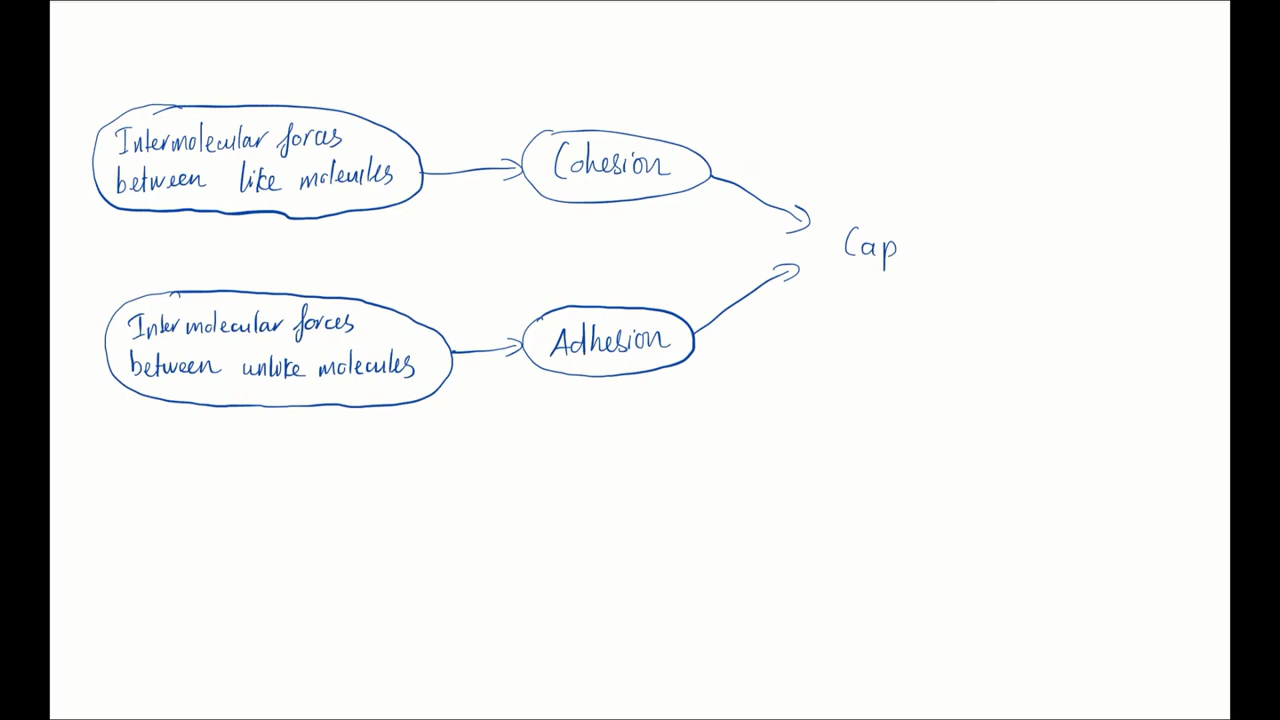 Intermolecular forces
between like molecules
Cohesion
Cap
Intermolecular forces
between unlike molecules
Adhesion